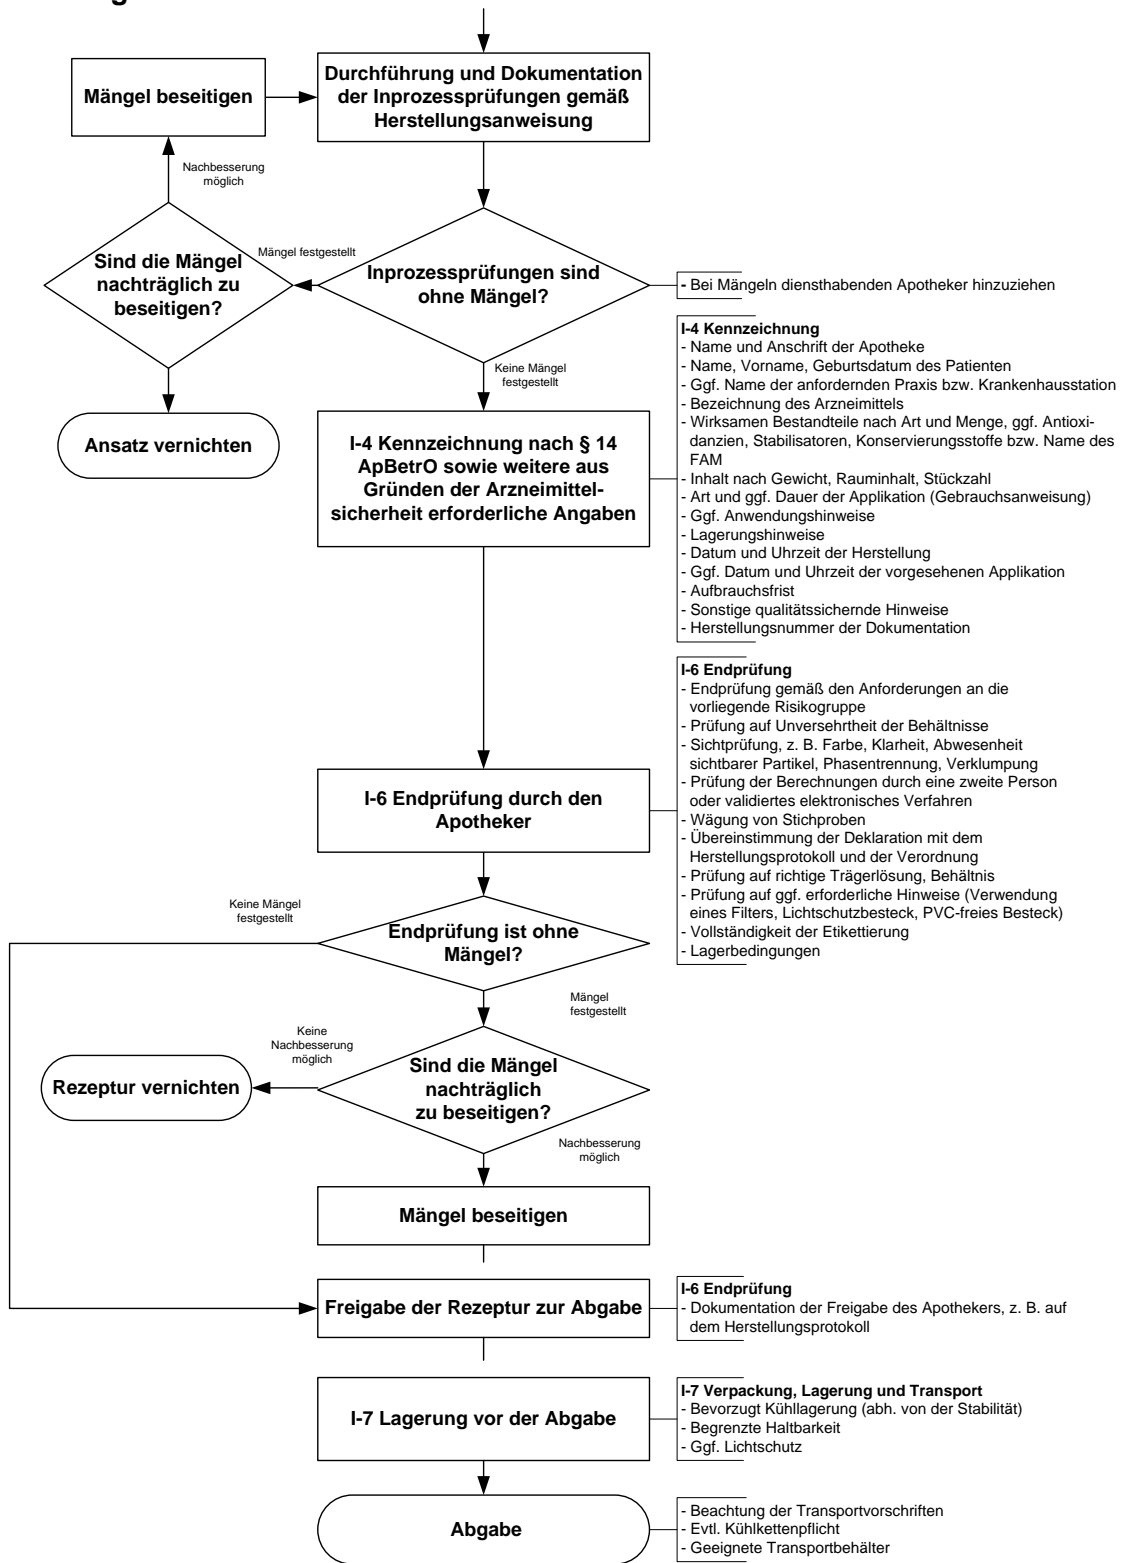 Mängel beseitigen
Durchführung und Dokumentation
der Inprozessprüfungen gemäß
Herstellungsanweisung
Nachbesserung
möglich
Sind die Mängel
nachträglich zu
beseitigen?
Mängel festgestellt
Inprozessprüfungen sind
ohne Mängel?
- Bei Mängeln diensthabenden Apotheker hinzuziehen
Keine Mängel
festgestellt
Ansatz vernichten
I-4 Kennzeichnung nach § 14
ApBetrO sowie weitere aus
Gründen der Arzneimittel-
sicherheit erforderliche Angaben
I-4 Kennzeichnung
- Name und Anschrift der Apotheke
- Name, Vorname, Geburtsdatum des Patienten
- Ggf. Name der anfordernden Praxis bzw. Krankenhausstation
- Bezeichnung des Arzneimittels
- Wirksamen Bestandteile nach Art und Menge, ggf. Antioxi-
danzien, Stabilisatoren, Konservierungsstoffe bzw. Name des
FAM
- Inhalt nach Gewicht, Rauminhalt, Stückzahl
- Art und ggf. Dauer der Applikation (Gebrauchsanweisung)
- Ggf. Anwendungshinweise
- Lagerungshinweise
- Datum und Uhrzeit der Herstellung
- Ggf. Datum und Uhrzeit der vorgesehenen Applikation
- Aufbrauchsfrist
- Sonstige qualitätssichernde Hinweise
- Herstellungsnummer der Dokumentation
I-6 Endprüfung durch den
Apotheker
I-6 Endprüfung
- Endprüfung gemäß den Anforderungen an die
vorliegende Risikogruppe
- Prüfung auf Unversehrtheit der Behältnisse
- Sichtprüfung, z. B. Farbe, Klarheit, Abwesenheit
sichtbarer Partikel, Phasentrennung, Verklumpung
- Prüfung der Berechnungen durch eine zweite Person
oder validiertes elektronisches Verfahren
- Wägung von Stichproben
- Übereinstimmung der Deklaration mit dem
Herstellungsprotokoll und der Verordnung
- Prüfung auf richtige Trägerlösung, Behältnis
- Prüfung auf ggf. erforderliche Hinweise (Verwendung
eines Filters, Lichtschutzbesteck, PVC-freies Besteck)
- Vollständigkeit der Etikettierung
- Lagerbedingungen
Keine Mängel
festgestellt
Endprüfung ist ohne
Mängel?
Mängel
festgestellt
Keine
Nachbesserung
möglich
Rezeptur vernichten
Sind die Mängel
nachträglich
zu beseitigen?
Nachbesserung
möglich
Mängel beseitigen
Freigabe der Rezeptur zur Abgabe
I-6 Endprüfung
- Dokumentation der Freigabe des Apothekers, z. B. auf
dem Herstellungsprotokoll
I-7 Lagerung vor der Abgabe
I-7 Verpackung, Lagerung und Transport
- Bevorzugt Kühllagerung (abh. von der Stabilität)
- Begrenzte Haltbarkeit
- Ggf. Lichtschutz
Abgabe
- Beachtung der Transportvorschriften
- Evtl. Kühlkettenpflicht
- Geeignete Transportbehälter